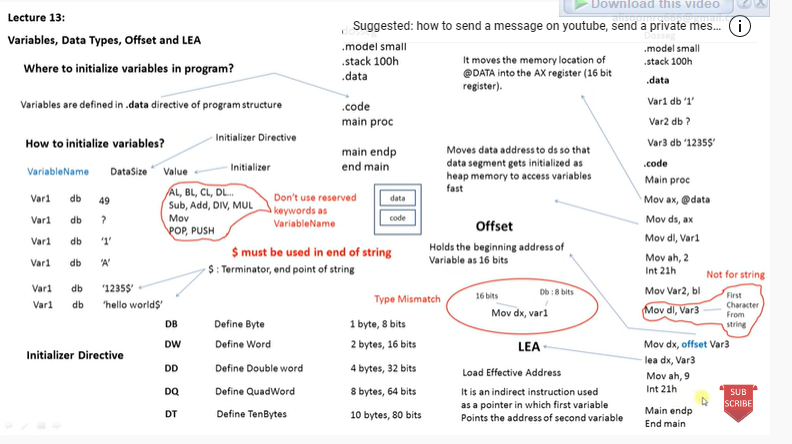 Download this video
Suggested: how to send a message on youtube, send a private mes...
Lecture 13:
Variables, Data Types, Offset and LEA
Where to initialize variables in program?
Variables are defined in .data directive of program structure
How to initialize variables?
Initializer Directive
VariableName DataSize Value Initializer
Var1 db 49
Var1 db ?
Var1 db '1'
Var1 db 'A'
Var1 db '1235$'
Var1 db 'hello world$'
AL, BL, CL, DL...
Sub, Add, DIV, MUL
Mov
POP, PUSH
Don't use reserved
keywords as
VariableName
$ must be used in end of string
$ : Terminator, end point of string
Initializer Directive
DB Define Byte 1 byte, 8 bits
DW Define Word 2 bytes, 16 bits
DD Define Double word 4 bytes, 32 bits
DQ Define QuadWord 8 bytes, 64 bits
DT Define TenBytes 10 bytes, 80 bits
.model small
.stack 100h
.data
.code
main proc
main endp
end main
data
code
It moves the memory location of
@DATA into the AX register (16 bit
register).
Moves data address to ds so that
data segment gets initialized as
heap memory to access variables
fast
Offset
Holds the beginning address of
Variable as 16 bits
Type Mismatch
16 bits Db : 8 bits
Mov dx, var1
LEA
Load Effective Address
It is an indirect instruction used
as a pointer in which first variable
Points the address of second variable
.model small
.stack 100h
.data
Var1 db '1'
Var2 db ?
Var3 db '1235$'
.code
Main proc
Mov ax, @data
Mov ds, ax
Mov dl, Var1
Mov ah, 2
Int 21h
Mov Var2, bl
Mov dl, Var3
Not for string
First
Character
From
string
Mov dx, offset Var3
lea dx, Var3
Mov ah, 9
Int 21h
Main endp
End main
SUB
SCRIBE